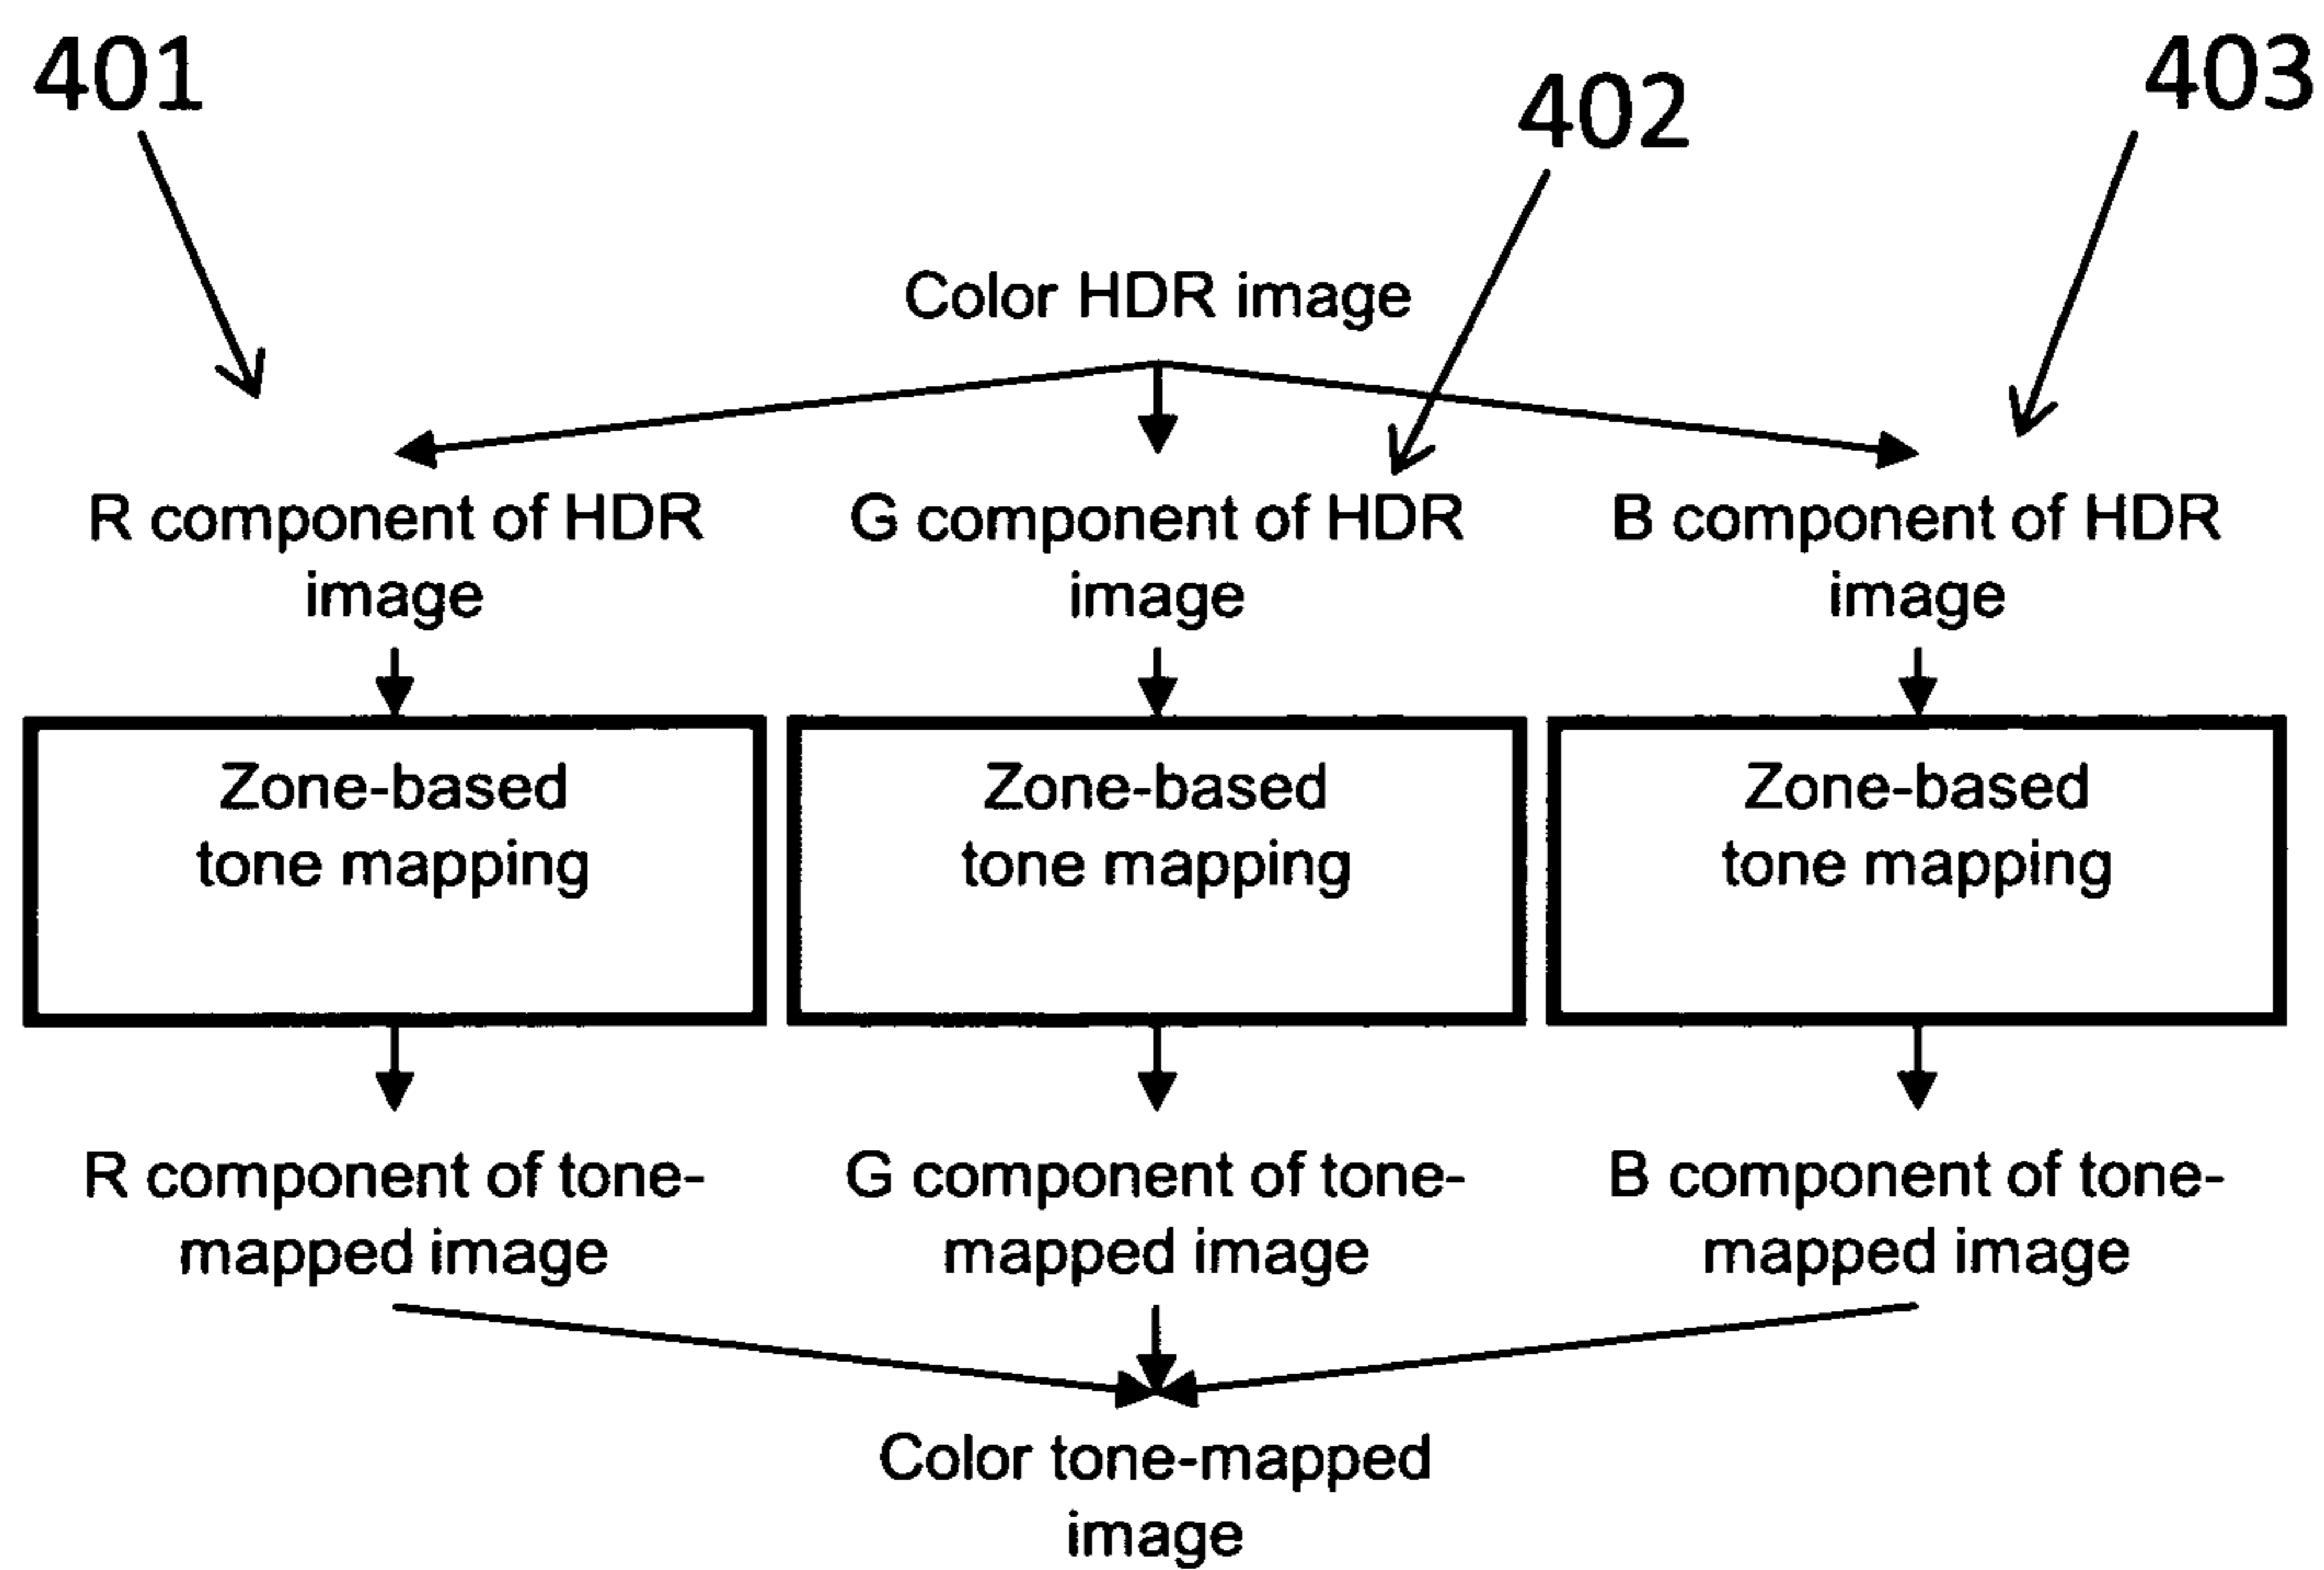 401
402
403
Color HDR image
R component of HDR
image
G component of HDR
image
B component of HDR
image
Zone-based
tone mapping
Zone-based
tone mapping
Zone-based
tone mapping
R component of tone-
mapped image
G component of tone-
mapped image
B component of tone-
mapped image
Color tone-mapped
image